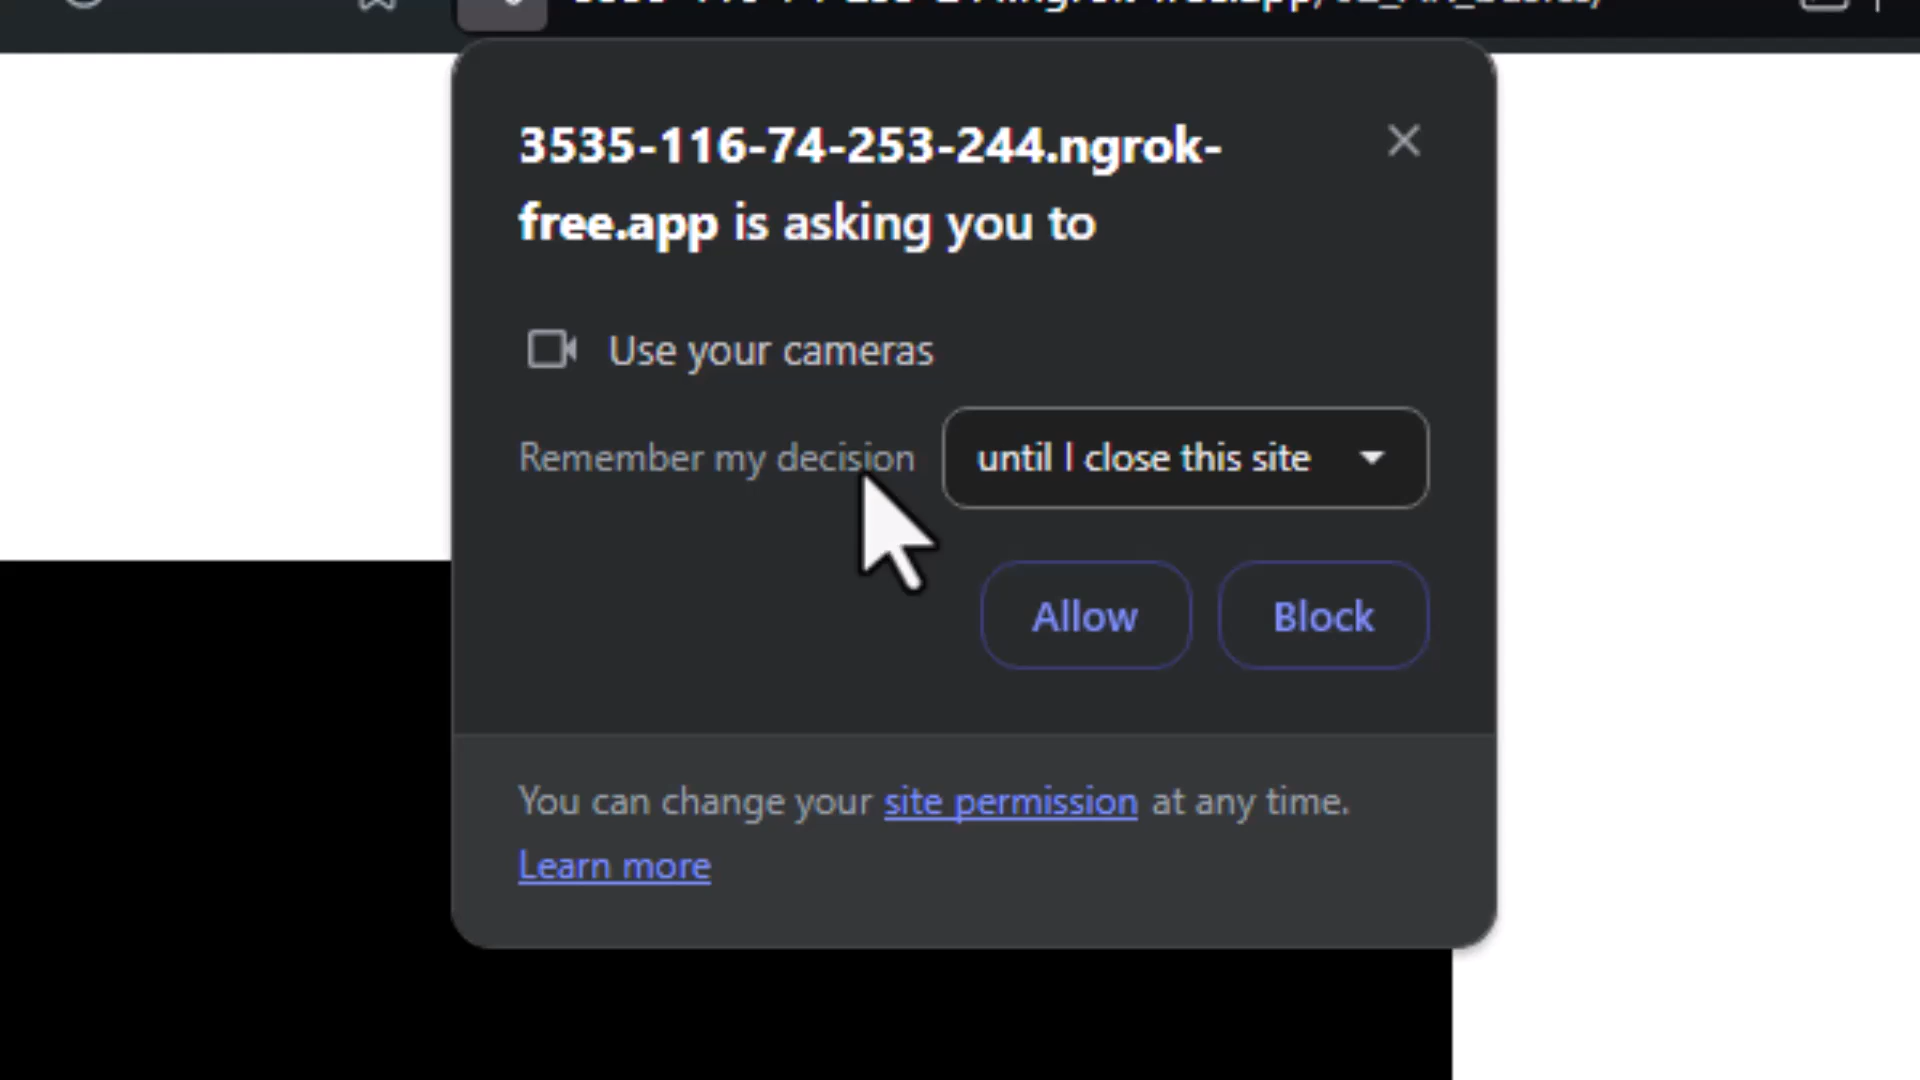 3535-116-74-253-244.ngrok-
free.app is asking you to
Use your cameras
Remember my decision until I close this site
Allow Block
You can change your site permission at any time.
Learn more